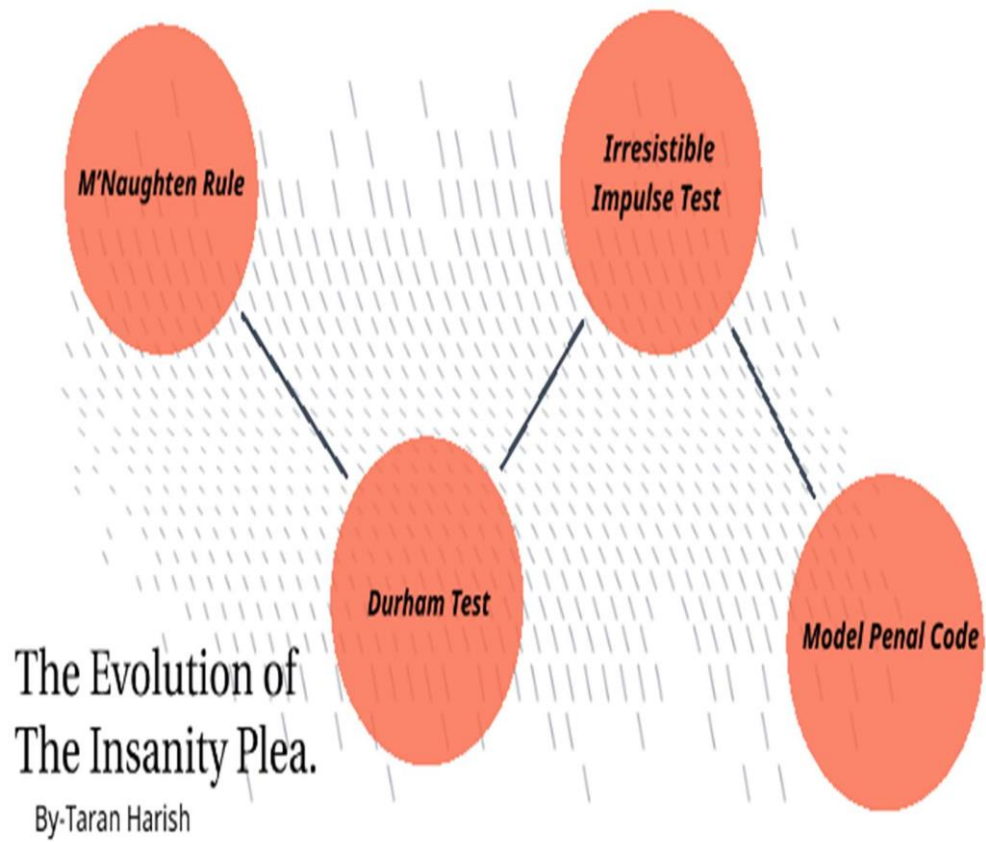 M'Naughten Rule
Irresistible
Impulse Test
Durham Test
Model Penal Code
The Evolution of
The Insanity Plea.
By-Taran Harish